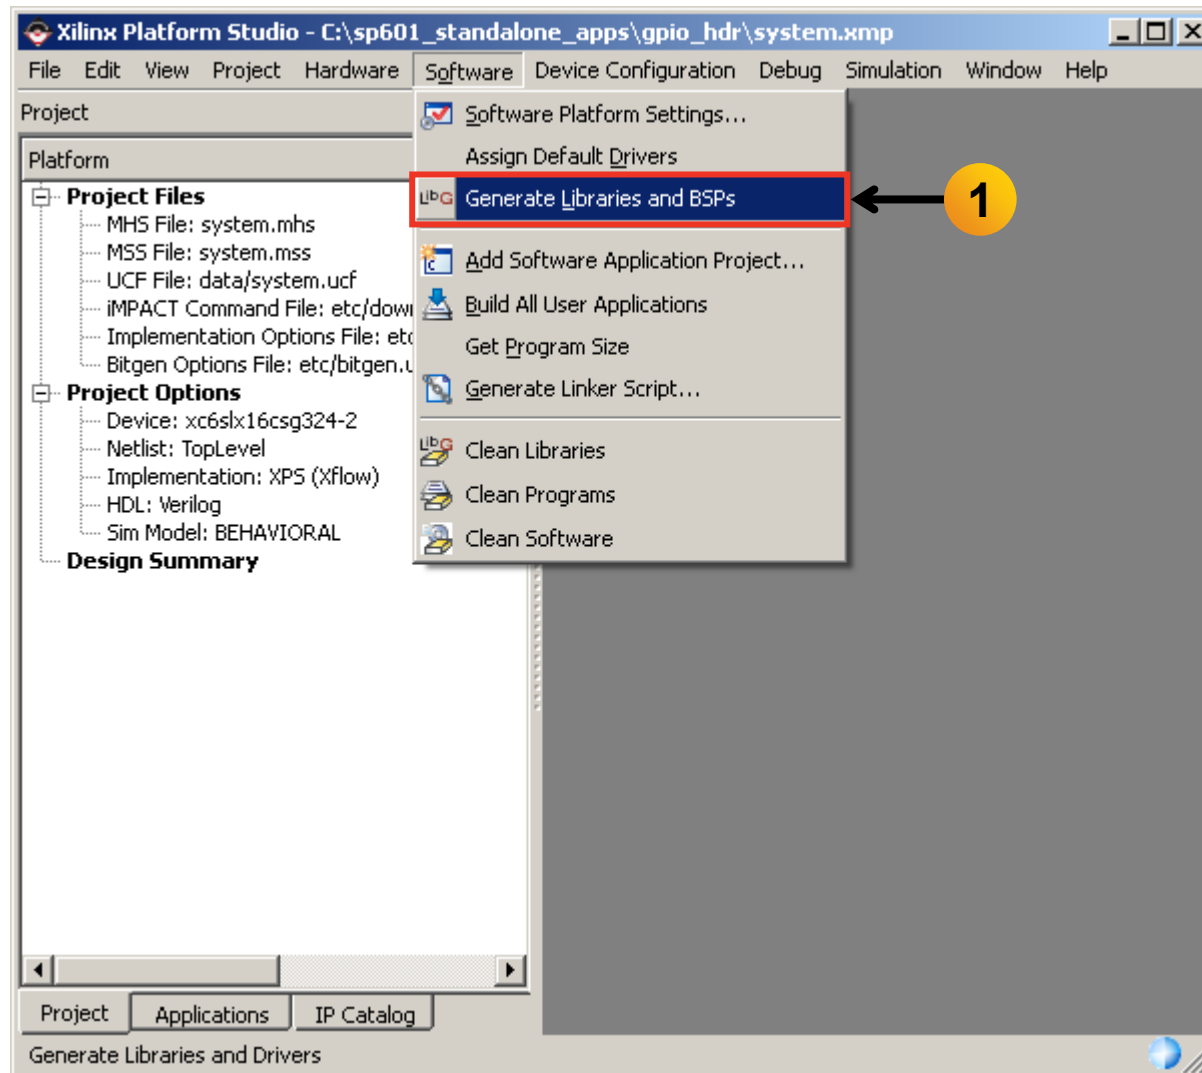 Xilinx Platform Studio - C:\sp601_standalone_apps\gpio_hdr\system.xmp
File Edit View Project Hardware Software Device Configuration Debug Simulation Window Help
Project
Platform
Project Files
MHS File: system.mhs
MSS File: system.mss
UCF File: data/system.ucf
iMPACT Command File: etc/dow
Implementation Options File: etc
Bitgen Options File: etc/bitgen.u
Project Options
Device: xc6slx16csg324-2
Netlist: TopLevel
Implementation: XPS (Xflow)
HDL: Verilog
Sim Model: BEHAVIORAL
Design Summary
Software Platform Settings...
Assign Default Drivers
LibG Generate Libraries and BSPs
1
Add Software Application Project...
Build All User Applications
Get Program Size
Generate Linker Script...
LibG Clean Libraries
Clean Programs
Clean Software
Project Applications IP Catalog
Generate Libraries and Drivers